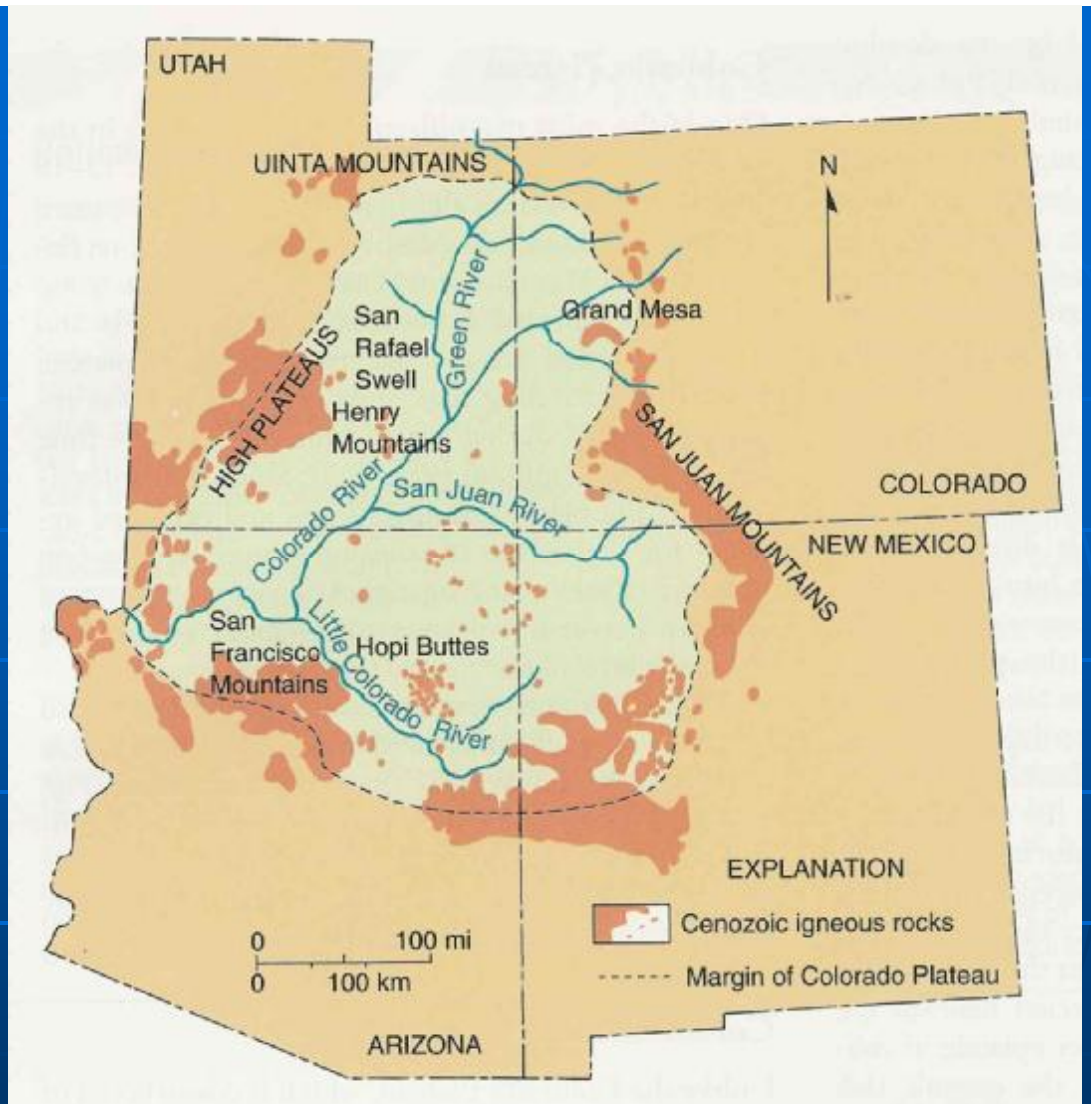 UTAH
UINTA MOUNTAINS
N
Green River
Grand Mesa
San
Rafael
Swell
Henry
Mountains
HIGH PLATEAUS
SAN JUAN MOUNTAINS
COLORADO
Colorado River
San Juan River
NEW MEXICO
San
Francisco
Mountains
Little Colorado River
Hopi Buttes
EXPLANATION
Cenozoic igneous rocks
Margin of Colorado Plateau
0 100 mi
0 100 km
ARIZONA